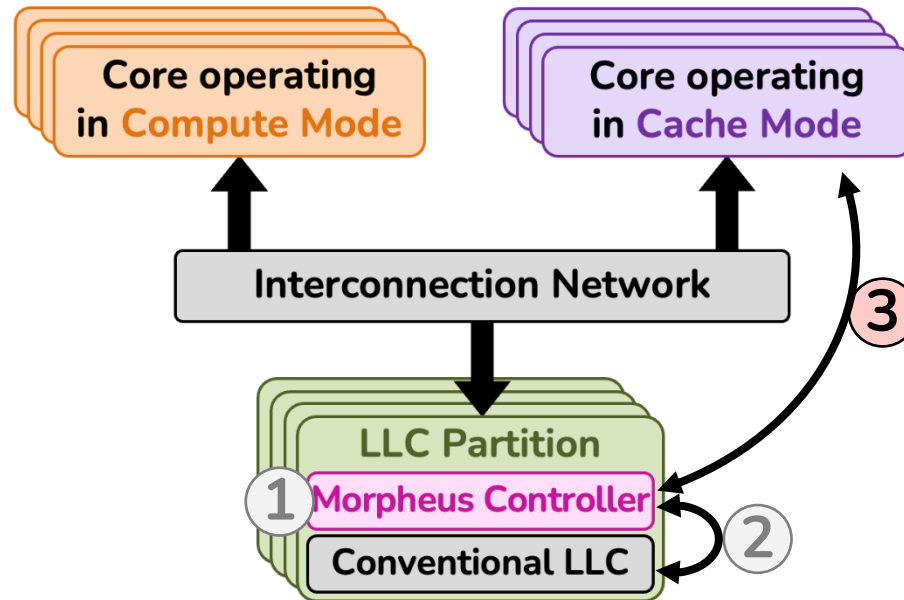 Core operating
in Compute Mode
Core operating
in Cache Mode
Interconnection Network
3
LLC Partition
1
Morpheus Controller
2
Conventional LLC